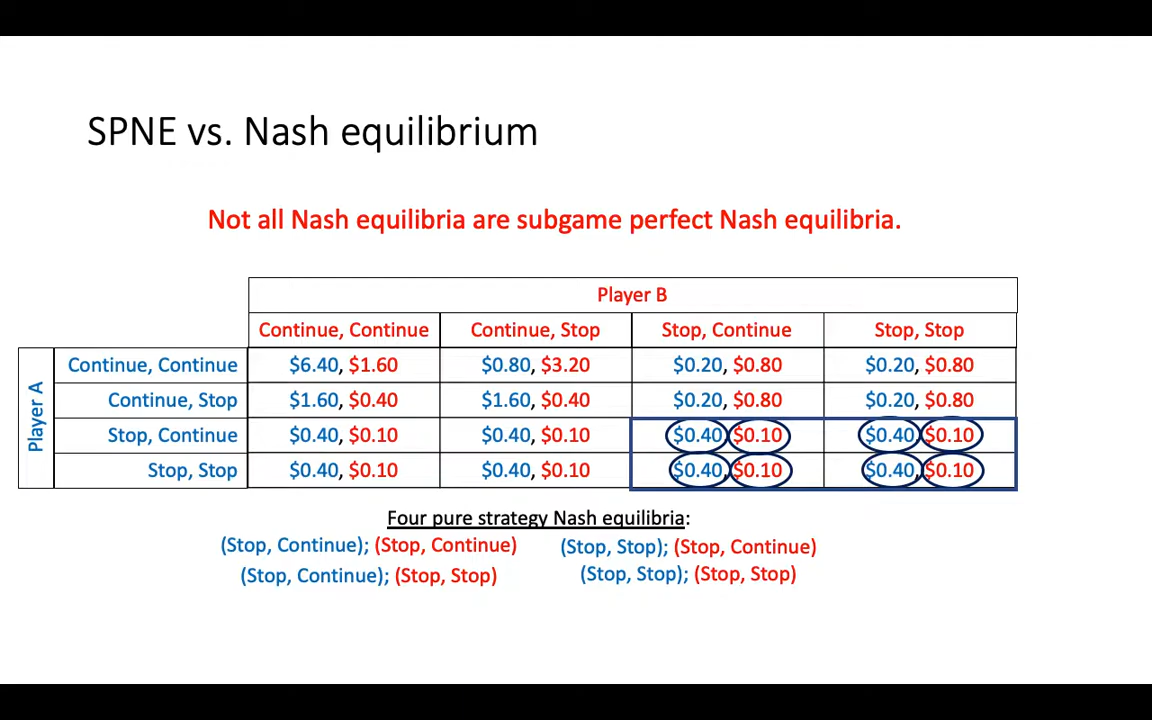 SPNE vs. Nash equilibrium
Not all Nash equilibria are subgame perfect Nash equilibria.
Player B
Continue, Continue Continue, Stop Stop, Continue Stop, Stop
Player A
Continue, Continue $6.40, $1.60 $0.80, $3.20 $0.20, $0.80 $0.20, $0.80
Continue, Stop $1.60, $0.40 $1.60, $0.40 $0.20, $0.80 $0.20, $0.80
Stop, Continue $0.40, $0.10 $0.40, $0.10 $0.40, $0.10 $0.40, $0.10
Stop, Stop $0.40, $0.10 $0.40, $0.10 $0.40, $0.10 $0.40, $0.10
Four pure strategy Nash equilibria:
(Stop, Continue); (Stop, Continue) (Stop, Stop); (Stop, Continue)
(Stop, Continue); (Stop, Stop) (Stop, Stop); (Stop, Stop)